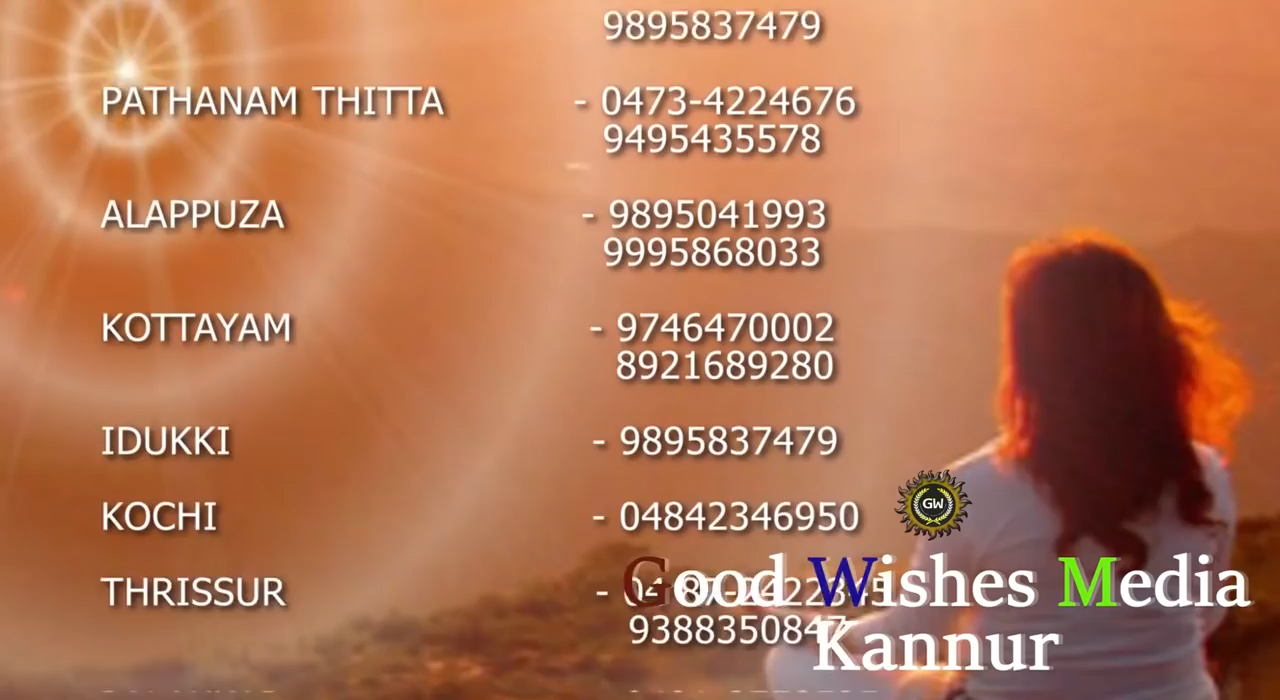 9895837479
PATHANAM THITTA - 0473-4224676
9495435578
ALAPPUZA - 9895041993
9995868033
KOTTAYAM - 9746470002
8921689280
IDUKKI - 9895837479
KOCHI - 04842346950
GW
THRISSUR -
Good Wishes Media
9388350847
Kannur